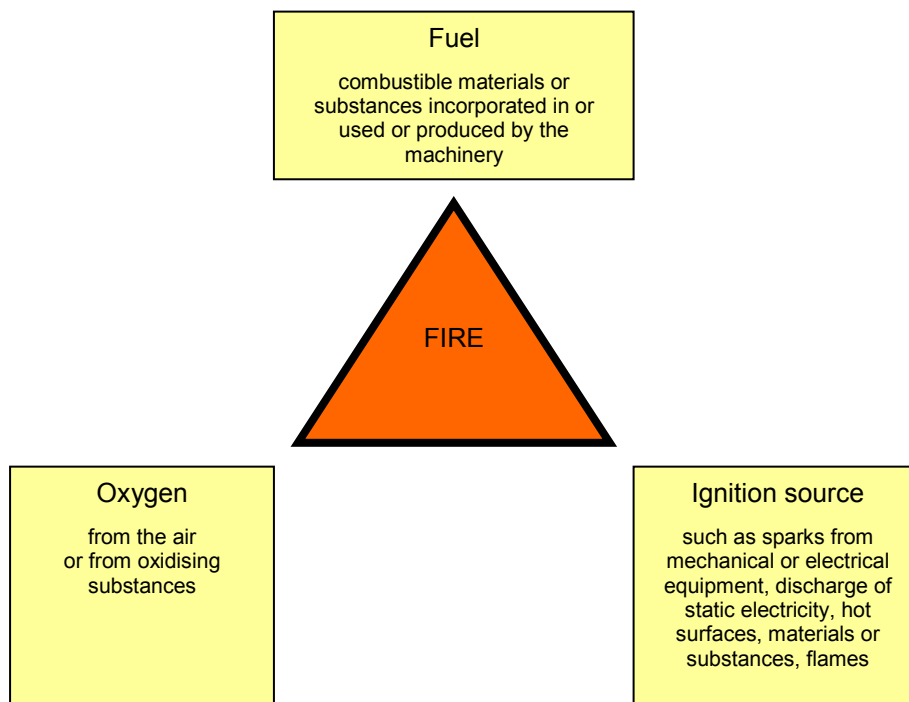 Fuel
combustible materials or
substances incorporated in or
used or produced by the
machinery
FIRE
Oxygen
from the air
or from oxidising
substances
Ignition source
such as sparks from
mechanical or electrical
equipment, discharge of
static electricity, hot
surfaces, materials or
substances, flames